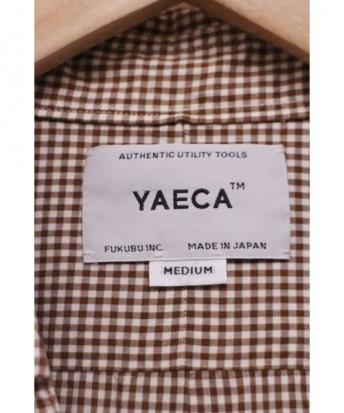 AUTHENTIC UTILITY TOOLS
YAECA™
FUKUBU INC. MADE IN JAPAN
MEDIUM